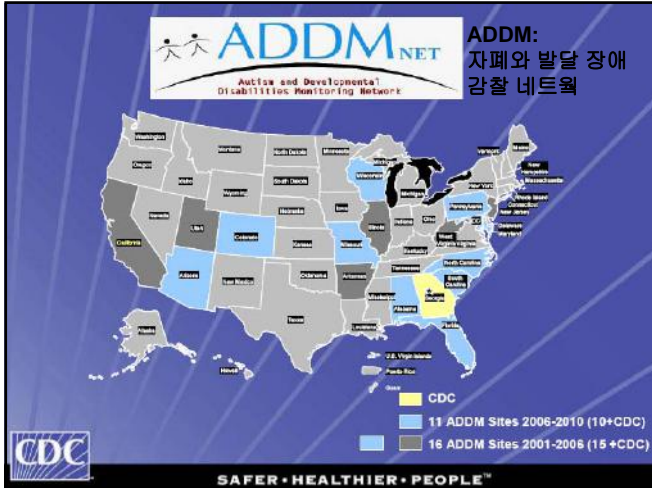 ADDM NET
Autism and Developmental
Disabilities Monitoring Network
ADDM:
자폐와 발달 장애
감찰 네트웍
Washington
Oregon
California
Nevada
Idaho
Montana
Wyoming
Utah
Arizona
Colorado
New Mexico
North Dakota
South Dakota
Nebraska
Kansas
Oklahoma
Texas
Minnesota
Iowa
Missouri
Arkansas
Louisiana
Wisconsin
Illinois
Michigan
Michigan
Indiana
Ohio
Kentucky
Tennessee
Mississippi
Alabama
Georgia
Florida
South
Carolina
North Carolina
West
Virginia
Virginia
Pennsylvania
New York
Vermont
Maine
New
Hampshire
Massachusetts
Rhode Island
Connecticut
New Jersey
Delaware
Maryland
DC
Alaska
Hawaii
U.S. Virgin Islands
Puerto Rico
Guam
CDC
11 ADDM Sites 2006-2010 (10+CDC)
16 ADDM Sites 2001-2006 (15 +CDC)
CDC
SAFER • HEALTHIER • PEOPLE™